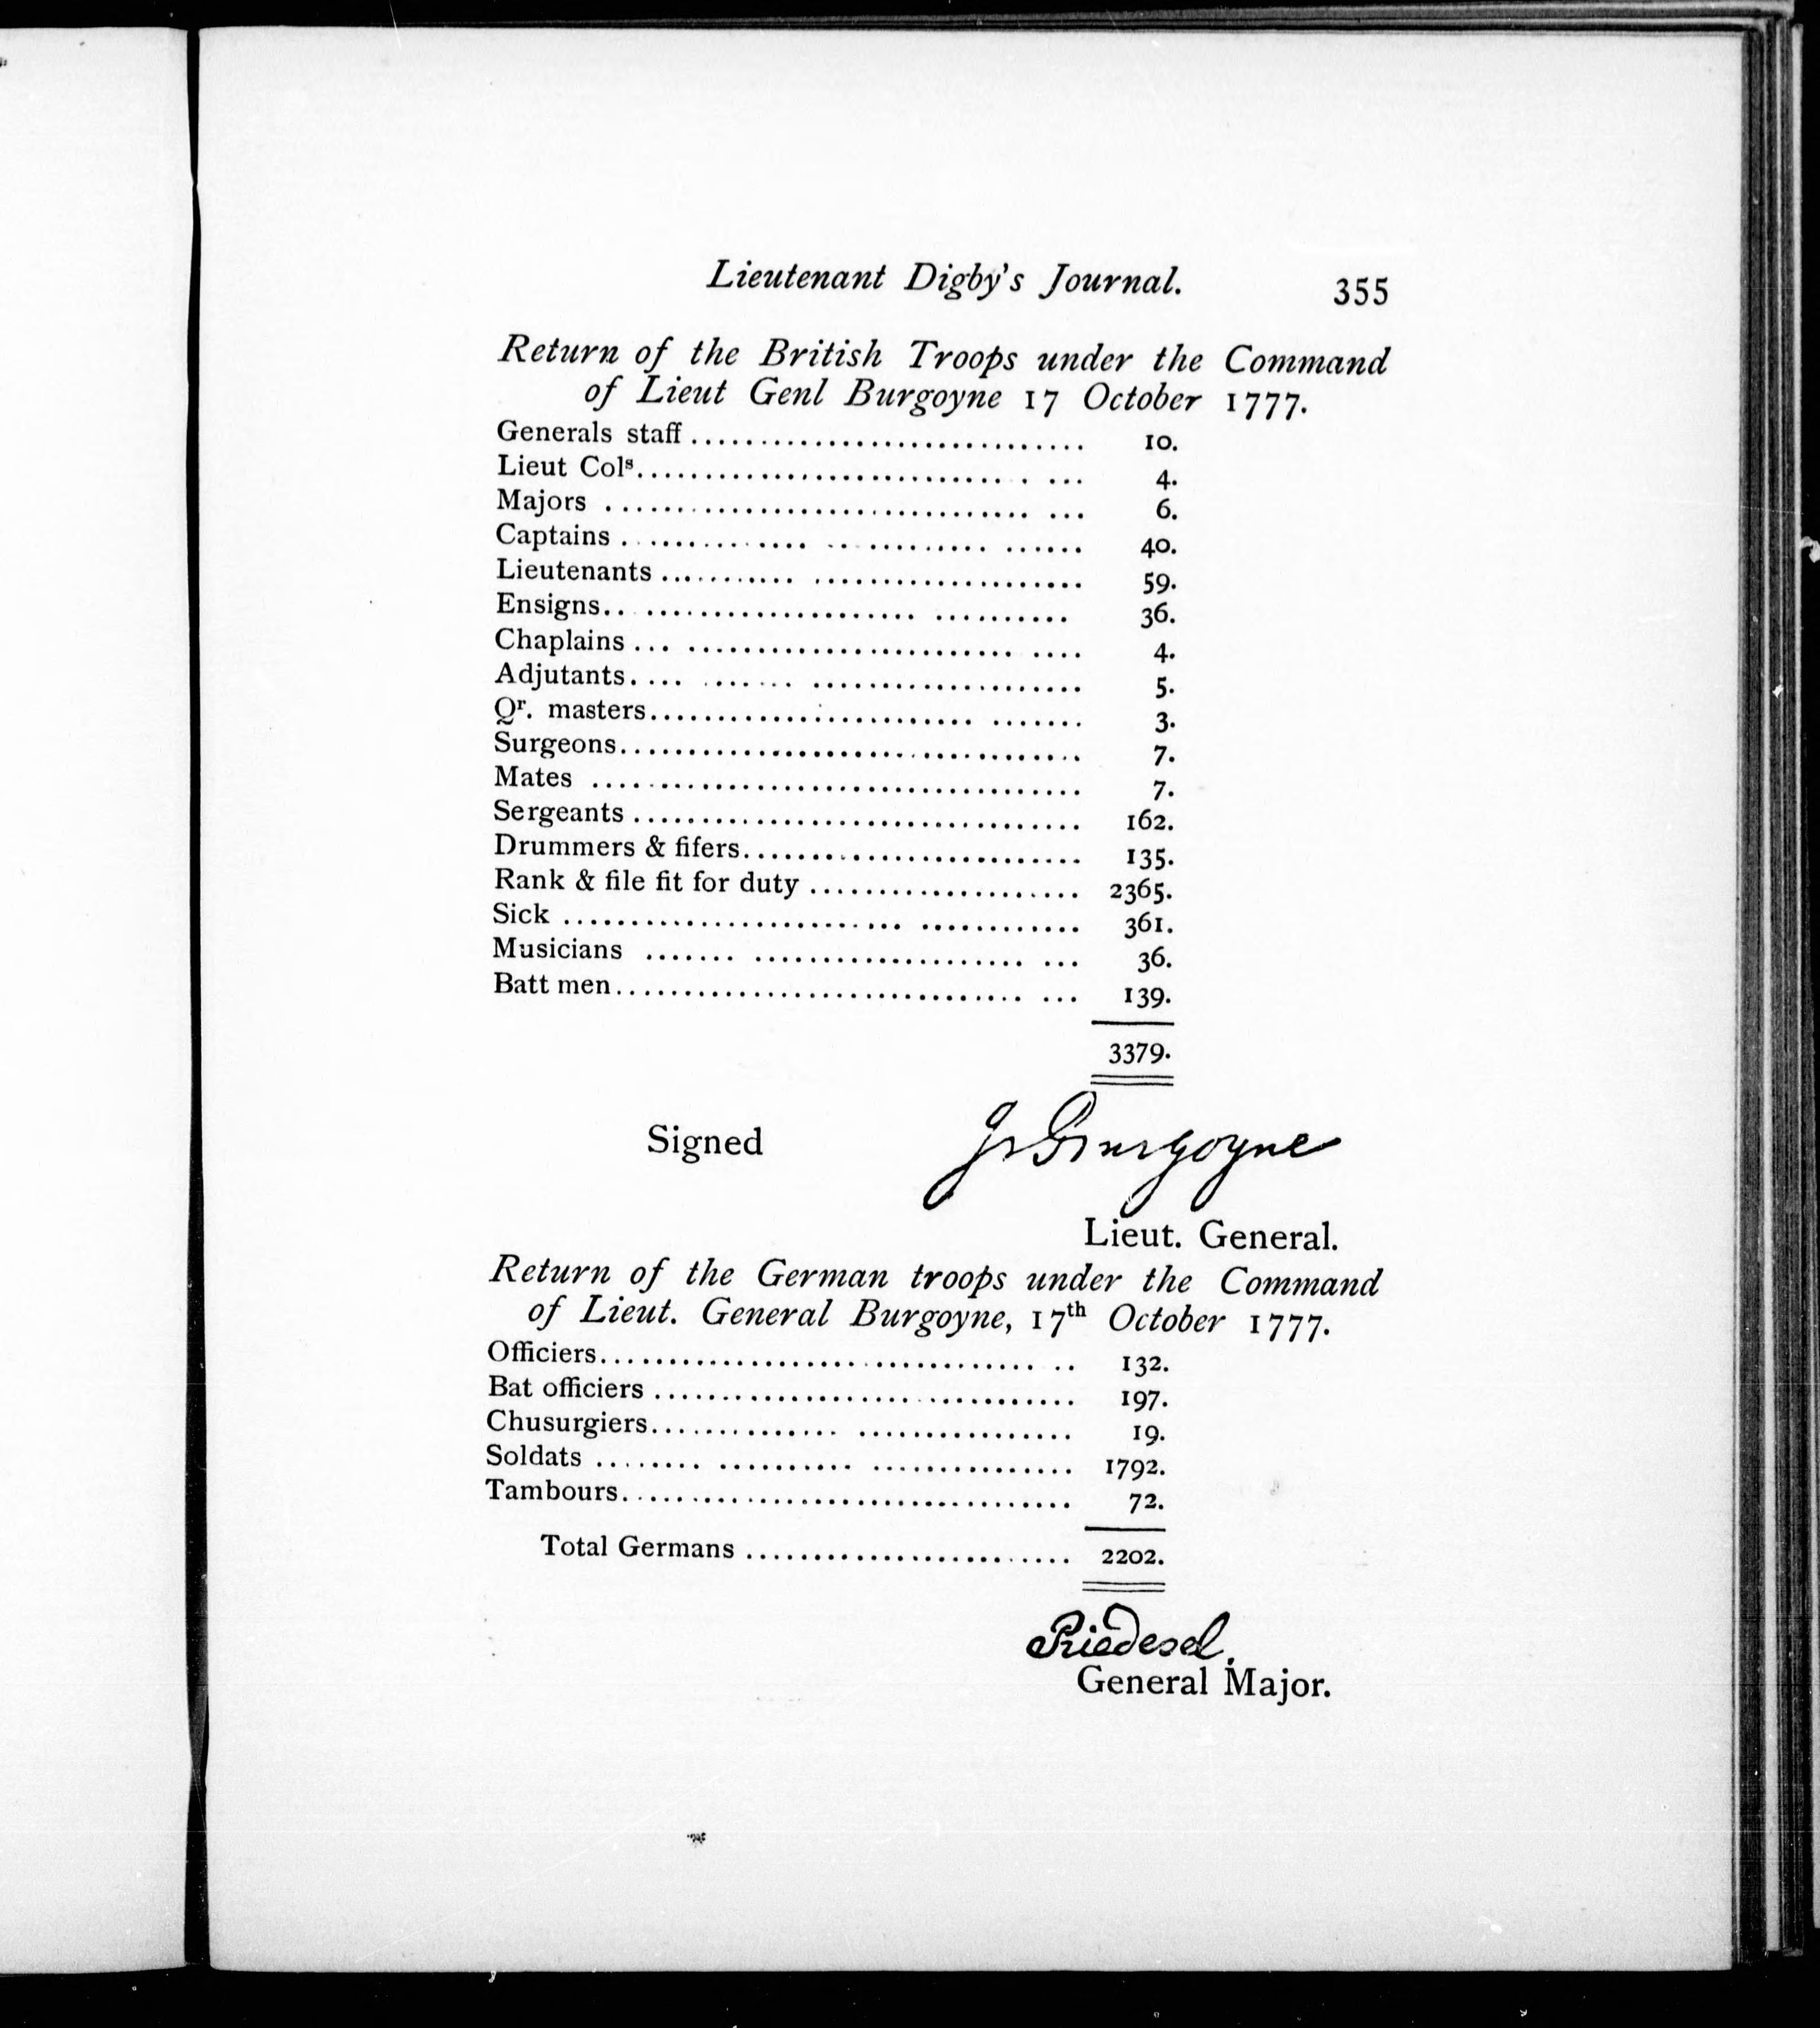 Lieutenant Digby's Journal. 355
Return of the British Troops under the Command
of Lieut Genl Burgoyne 17 October 1777.
Generals staff .............................. 10.
Lieut Colˢ.............................. . ... 4.
Majors ............................... ... 6.
Captains . ............ .. ......... ...... 40.
Lieutenants .......... .................... 59.
Ensigns.. .................... .......... 36.
Chaplains ... ........................ .... 4.
Adjutants. ... ....... .................... 5.
Qʳ. masters........................ ....... 3.
Surgeons.................................. 7.
Mates .................................... 7.
Sergeants ................................. 162.
Drummers & fifers......................... 135.
Rank & file fit for duty .................... 2365.
Sick ......................... ............ 361.
Musicians ....... .................... ... 36.
Batt men.............................. ... 139.
3379.
Signed Jn Burgoyne
Lieut. General.
Return of the German troops under the Command
of Lieut. General Burgoyne, 17ᵗʰ October 1777.
Officiers................................ .. 132.
Bat officiers ............................... 197.
Chusurgiers.............. ................ 19.
Soldats ........ .......... ............... 1792.
Tambours................................. 72.
Total Germans ........................ 2202.
Riedesel.
General Major.